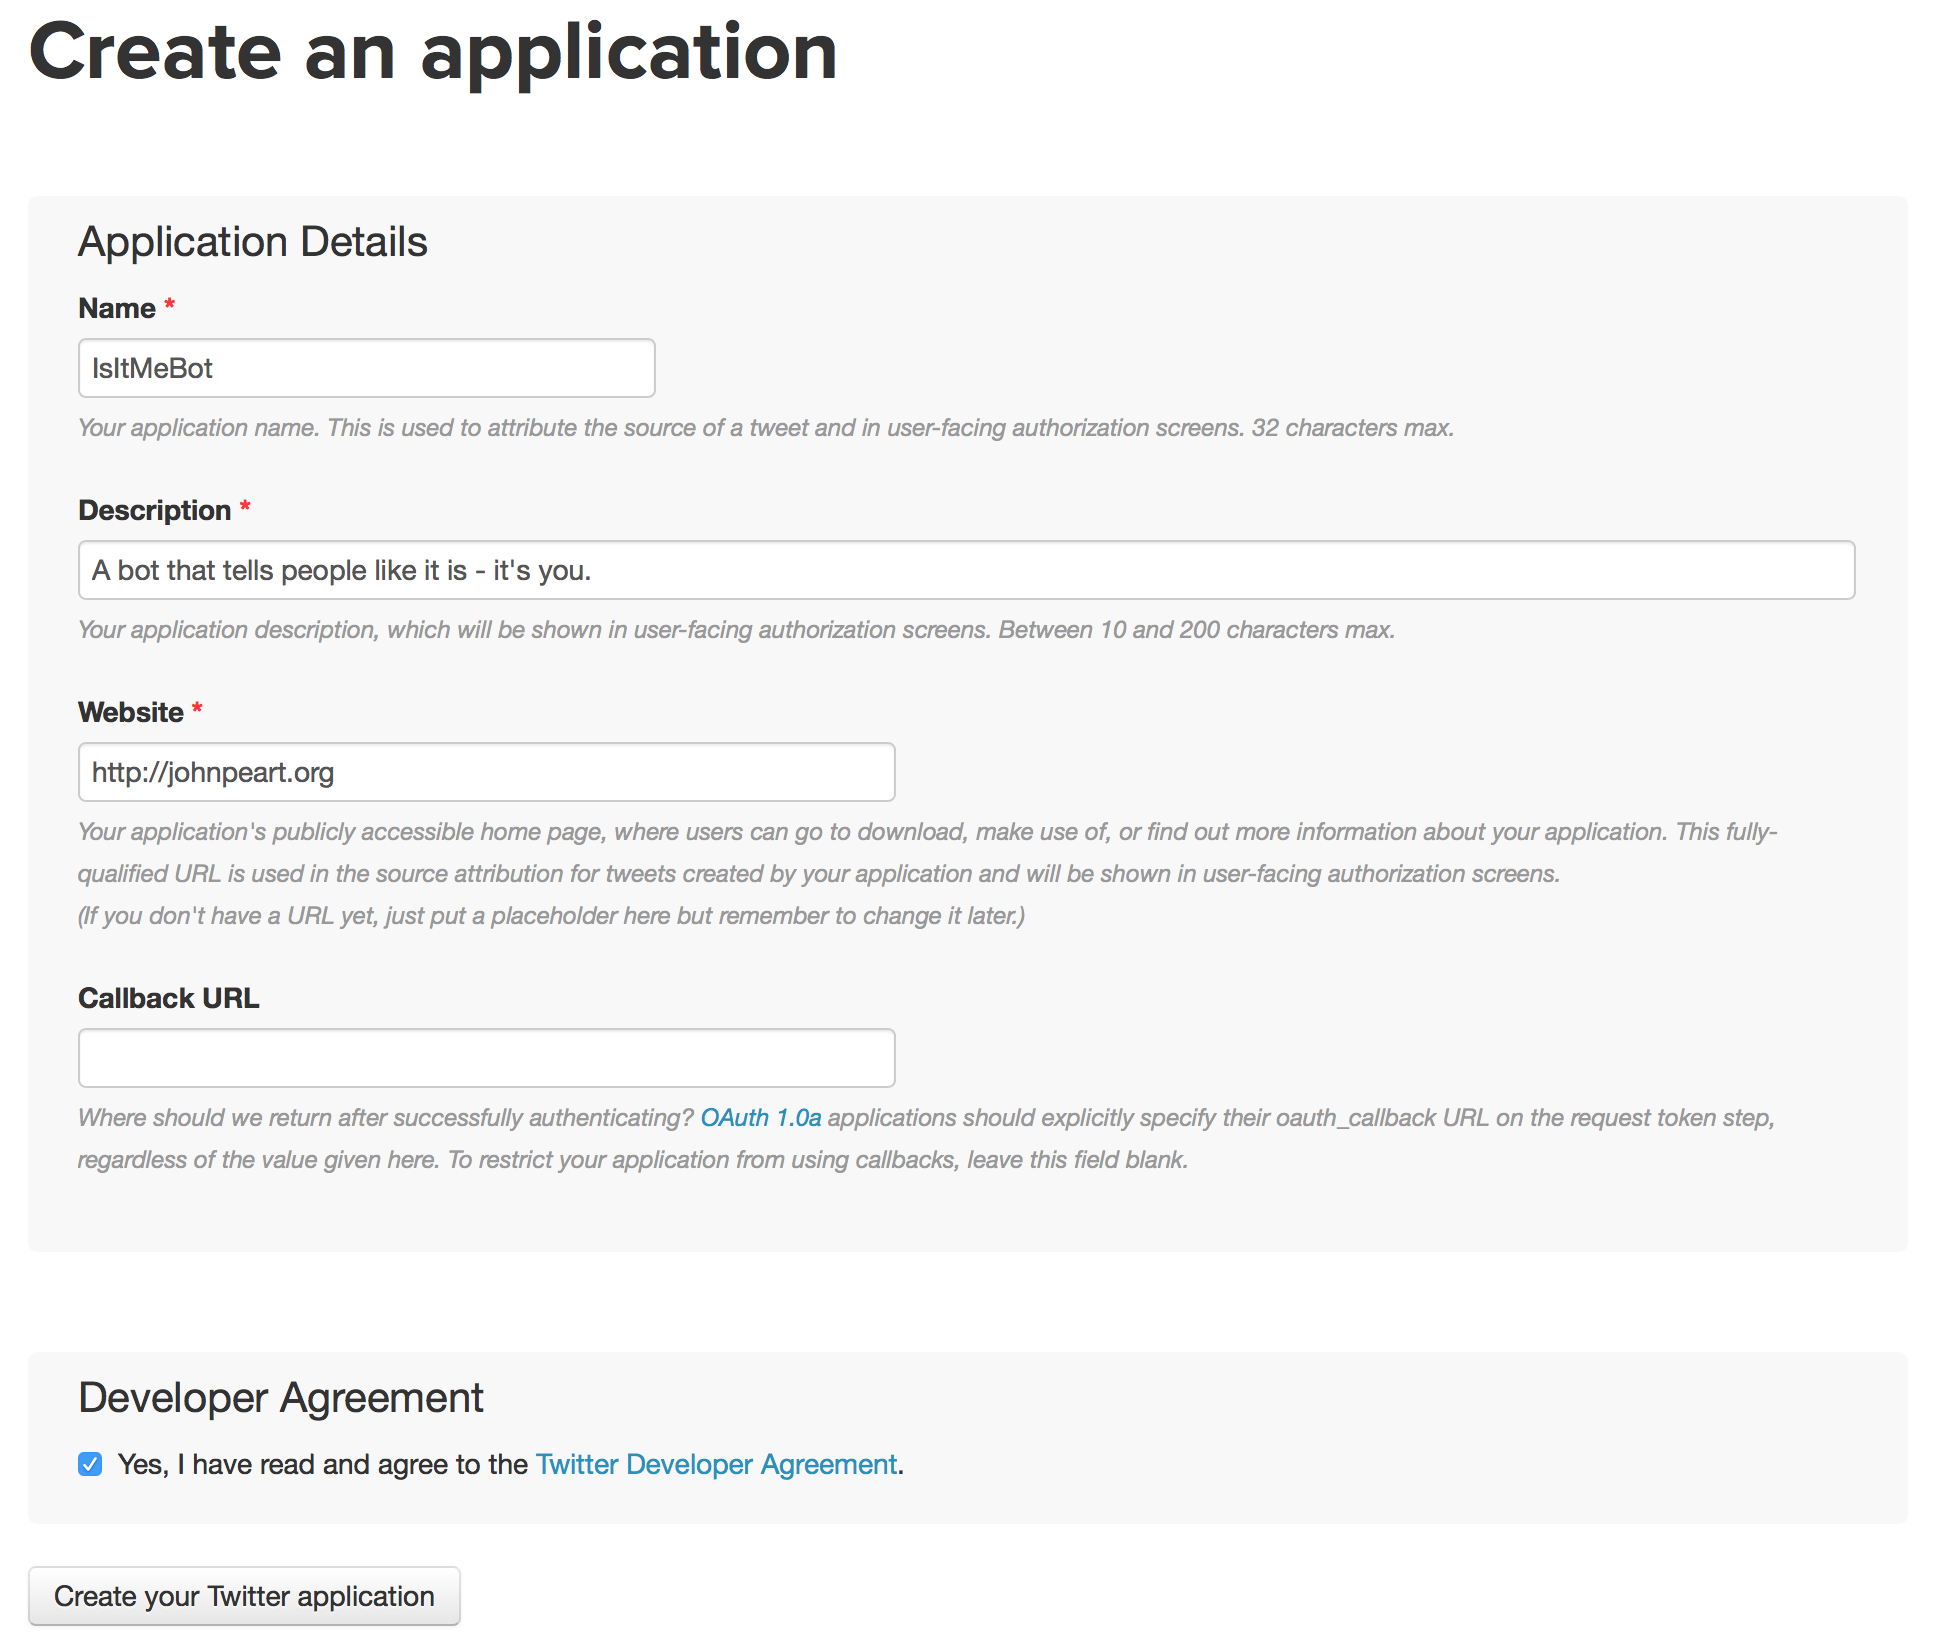 Create an application
Application Details
Name *
IsItMeBot
Your application name. This is used to attribute the source of a tweet and in user-facing authorization screens. 32 characters max.
Description *
A bot that tells people like it is - it's you.
Your application description, which will be shown in user-facing authorization screens. Between 10 and 200 characters max.
Website *
http://johnpeart.org
Your application's publicly accessible home page, where users can go to download, make use of, or find out more information about your application. This fully-
qualified URL is used in the source attribution for tweets created by your application and will be shown in user-facing authorization screens.
(If you don't have a URL yet, just put a placeholder here but remember to change it later.)
Callback URL
Where should we return after successfully authenticating? OAuth 1.0a applications should explicitly specify their oauth_callback URL on the request token step,
regardless of the value given here. To restrict your application from using callbacks, leave this field blank.
Developer Agreement
Yes, I have read and agree to the Twitter Developer Agreement.
Create your Twitter application